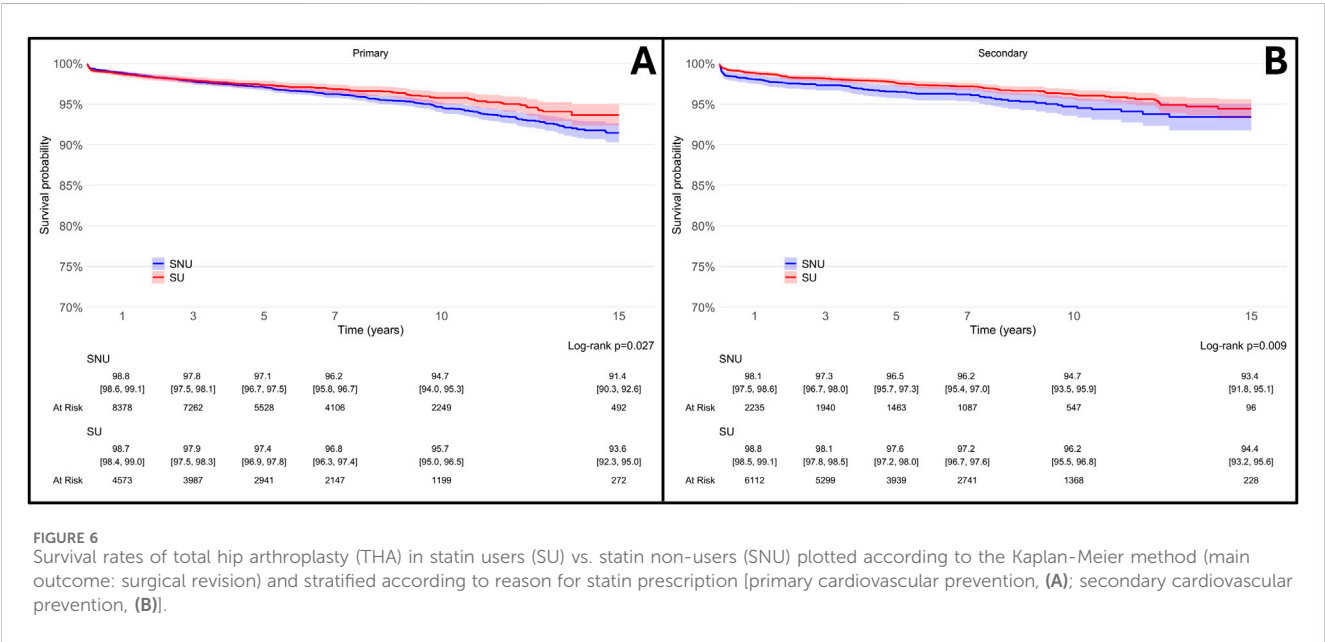 Primary
A
100%
95%
90%
85%
80%
75%
70%
Survival probability
SNU
SU
1 3 5 7 10 15
Time (years)
Log-rank p=0.027
SNU
98.8 97.8 97.1 96.2 94.7 91.4
[98.6, 99.1] [97.5, 98.1] [96.7, 97.5] [95.8, 96.7] [94.0, 95.3] [90.3, 92.6]
At Risk 8378 7262 5528 4106 2249 492
SU
98.7 97.9 97.4 96.8 95.7 93.6
[98.4, 99.0] [97.5, 98.3] [96.9, 97.8] [96.3, 97.4] [95.0, 96.5] [92.3, 95.0]
At Risk 4573 3987 2941 2147 1199 272
Secondary
B
100%
95%
90%
85%
80%
75%
70%
Survival probability
SNU
SU
1 3 5 7 10 15
Time (years)
Log-rank p=0.009
SNU
98.1 97.3 96.5 96.2 94.7 93.4
[97.5, 98.6] [96.7, 98.0] [95.7, 97.3] [95.4, 97.0] [93.5, 95.9] [91.8, 95.1]
At Risk 2235 1940 1463 1087 547 96
SU
98.8 98.1 97.6 97.2 96.2 94.4
[98.5, 99.1] [97.8, 98.5] [97.2, 98.0] [96.7, 97.6] [95.5, 96.8] [93.2, 95.6]
At Risk 6112 5299 3939 2741 1368 228
FIGURE 6
Survival rates of total hip arthroplasty (THA) in statin users (SU) vs. statin non-users (SNU) plotted according to the Kaplan-Meier method (main
outcome: surgical revision) and stratified according to reason for statin prescription [primary cardiovascular prevention, (A); secondary cardiovascular
prevention, (B)].